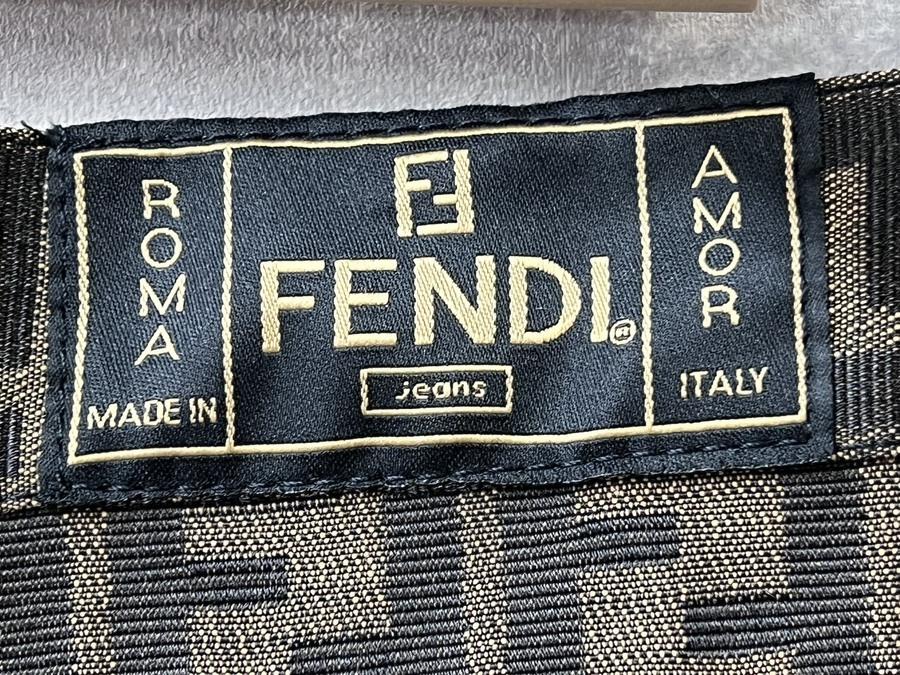 ROMA
MADE IN
FF
FENDI®
jeans
AMOR
ITALY